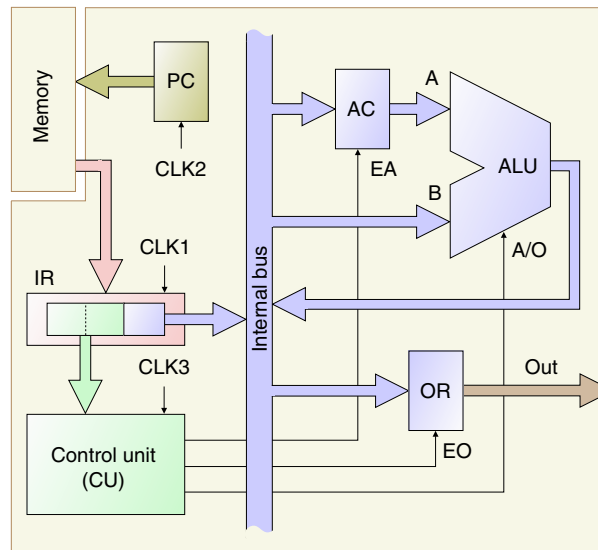 Memory
PC
CLK2
AC
EA
A
B
ALU
A/O
IR
CLK1
Internal bus
CLK3
Control unit
(CU)
OR
EO
Out